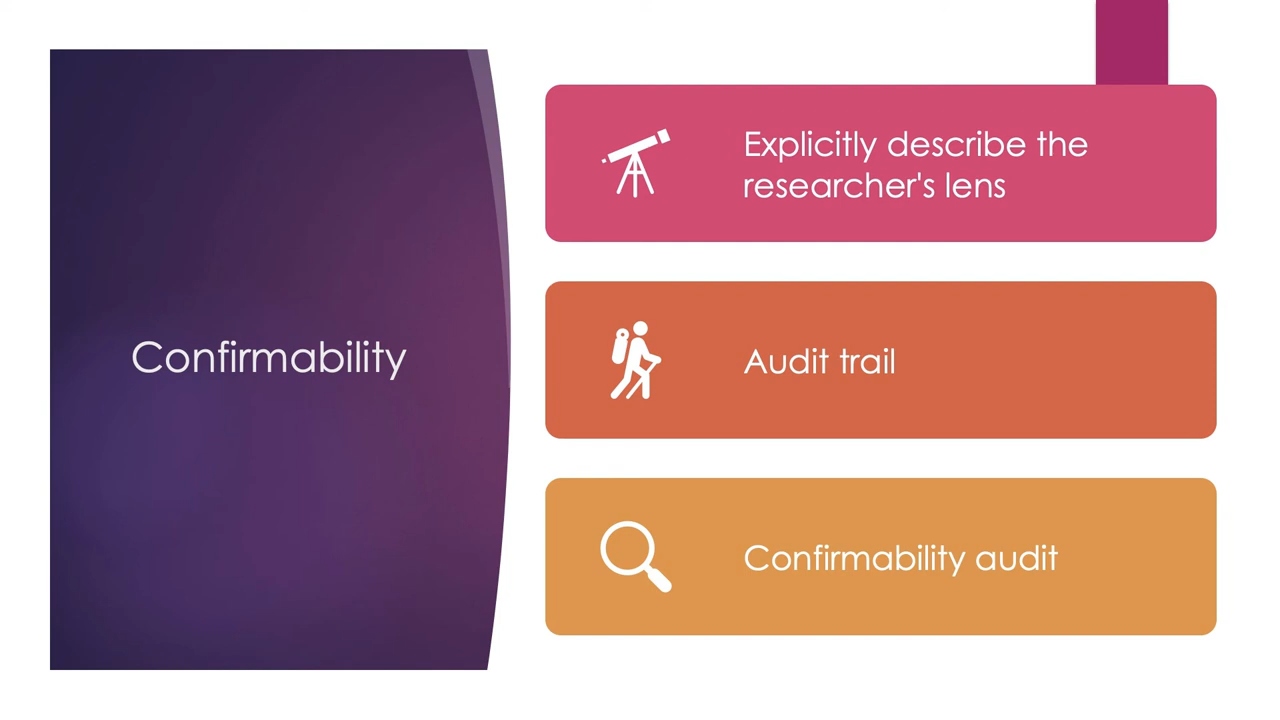 Confirmability
Explicitly describe the
researcher's lens
Audit trail
Confirmability audit